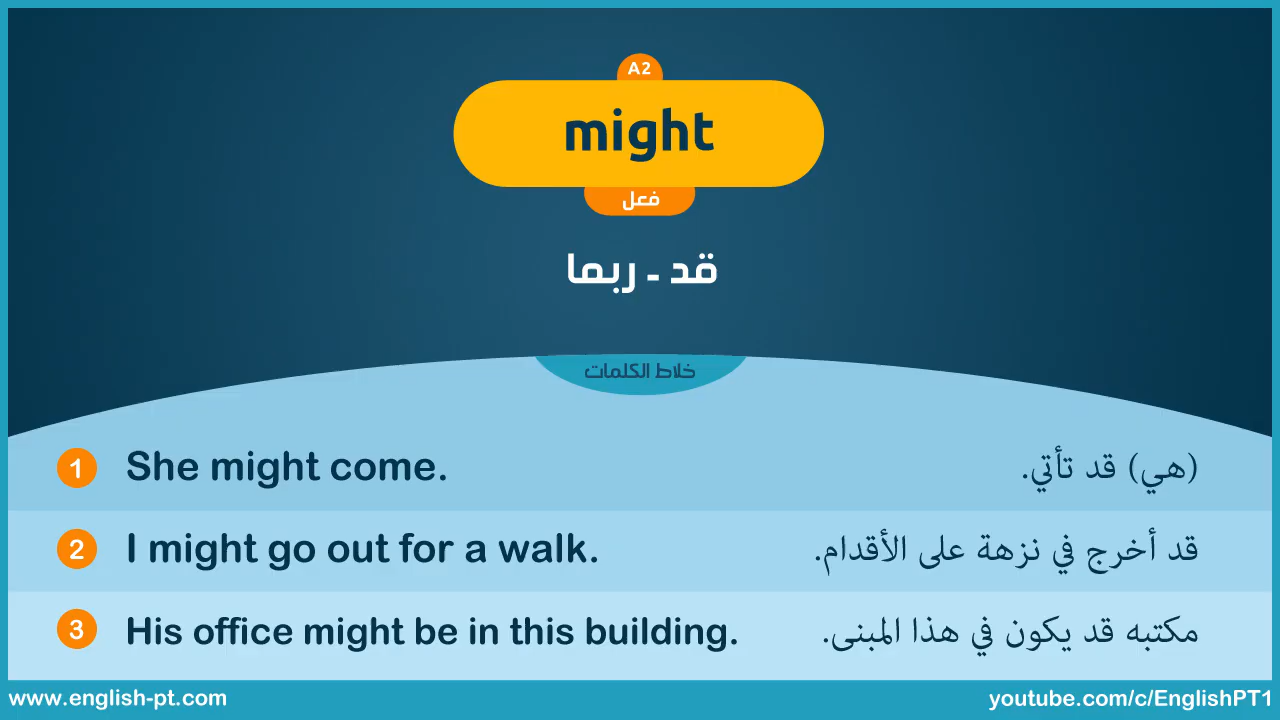 A2
might
فعل
قد - ربما
خلاط الكلمات
1 She might come. (هي) قد تأتي.
2 I might go out for a walk. قد أخرج في نزهة على الأقدام.
3 His office might be in this building. مكتبه قد يكون في هذا المبنى.
www.english-pt.com youtube.com/c/EnglishPT1